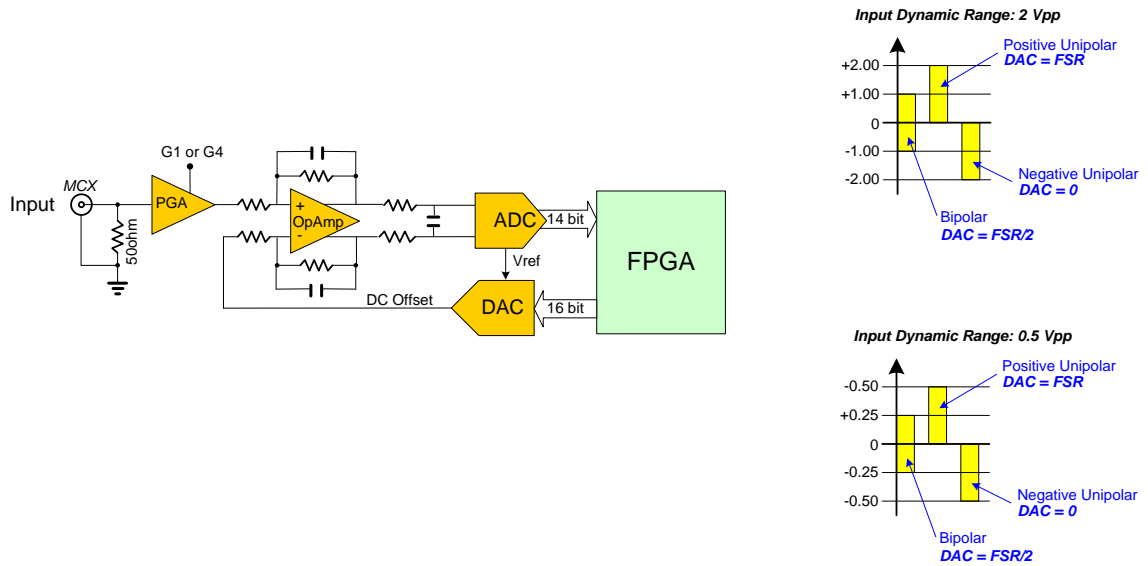 Input
MCX
50ohm
PGA
G1 or G4
+
OpAmp
-
ADC
14 bit
Vref
DAC
16 bit
DC Offset
FPGA
Input Dynamic Range: 2 Vpp
+2.00
+1.00
0
-1.00
-2.00
Positive Unipolar
DAC = FSR
Negative Unipolar
DAC = 0
Bipolar
DAC = FSR/2
Input Dynamic Range: 0.5 Vpp
-0.50
+0.25
0
-0.25
-0.50
Positive Unipolar
DAC = FSR
Negative Unipolar
DAC = 0
Bipolar
DAC = FSR/2